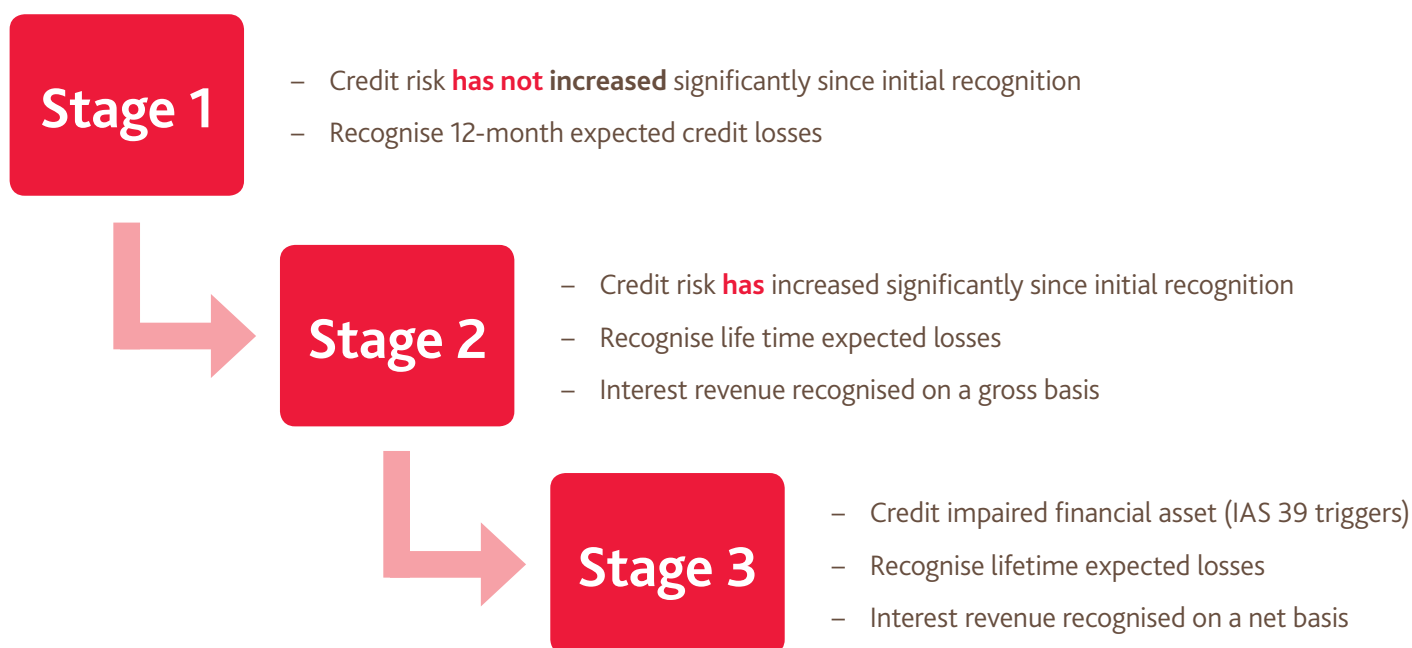 Stage 1
– Credit risk has not increased significantly since initial recognition
– Recognise 12-month expected credit losses
Stage 2
– Credit risk has increased significantly since initial recognition
– Recognise life time expected losses
– Interest revenue recognised on a gross basis
Stage 3
– Credit impaired financial asset (IAS 39 triggers)
– Recognise lifetime expected losses
– Interest revenue recognised on a net basis